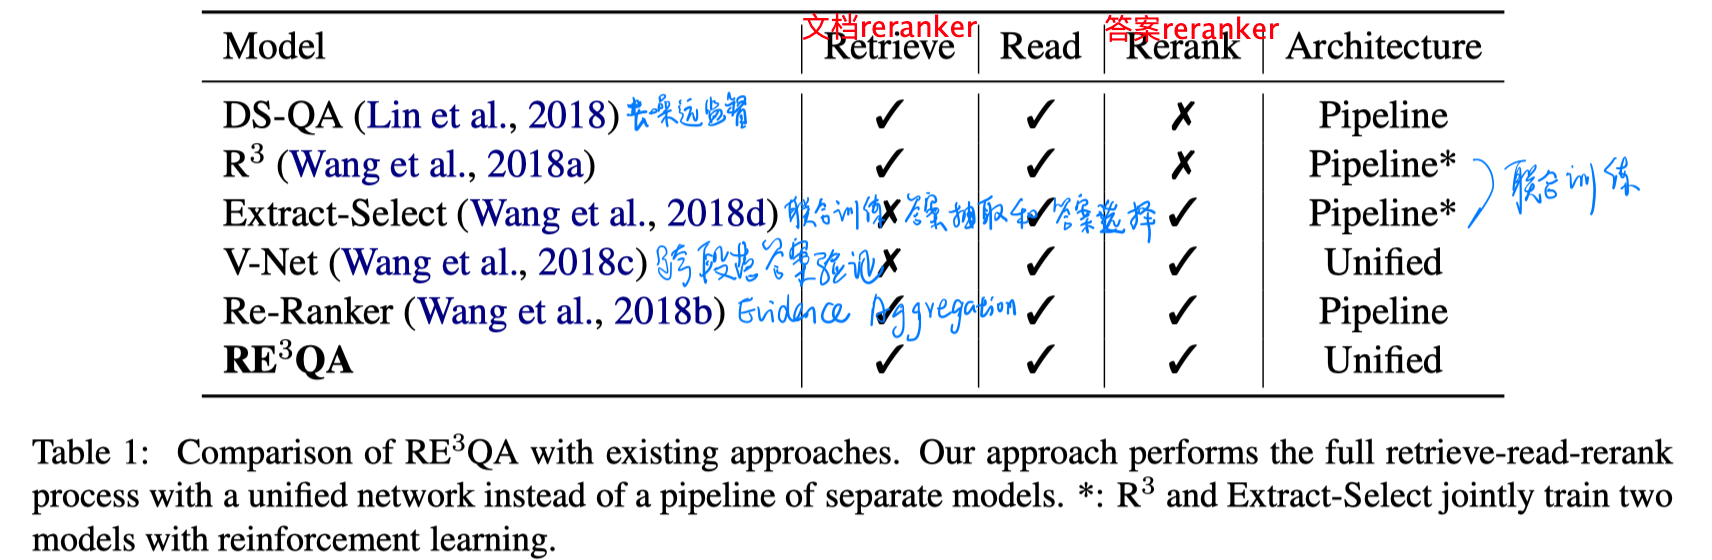 文档reranker 答案reranker
Model Retrieve Read Rerank Architecture
DS-QA (Lin et al., 2018) 去噪远监督 ✓ ✓ ✗ Pipeline
R³ (Wang et al., 2018a) ✓ ✓ ✗ Pipeline*
联合训练
Extract-Select (Wang et al., 2018d) 联合训练 答案抽取和答案选择 ✗ ✓ ✓ Pipeline*
V-Net (Wang et al., 2018c) 跨段落答案验证 ✗ ✓ ✓ Unified
Re-Ranker (Wang et al., 2018b) Evidence Aggregation ✓ ✓ ✓ Pipeline
RE³QA ✓ ✓ ✓ Unified
Table 1: Comparison of RE³QA with existing approaches. Our approach performs the full retrieve-read-rerank
process with a unified network instead of a pipeline of separate models. *: R³ and Extract-Select jointly train two
models with reinforcement learning.